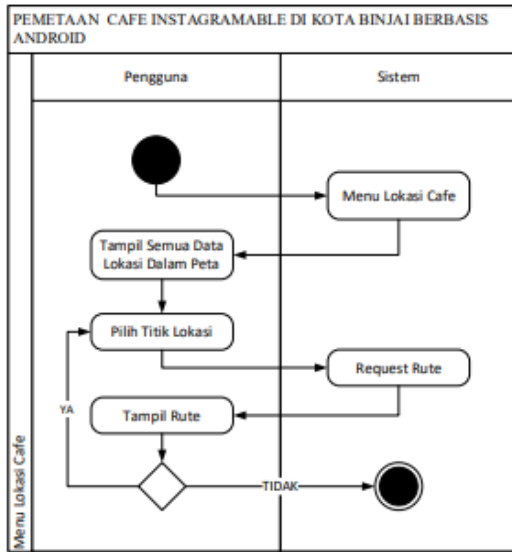 PEMETAAN CAFE INSTAGRAMABLE DI KOTA BINJAI BERBASIS
ANDROID
Pengguna
Sistem
Menu Lokasi Cafe
Tampil Semua Data
Lokasi Dalam Peta
Pilih Titik Lokasi
Request Rute
YA
Tampil Rute
TIDAK
Menu Lokasi Cafe